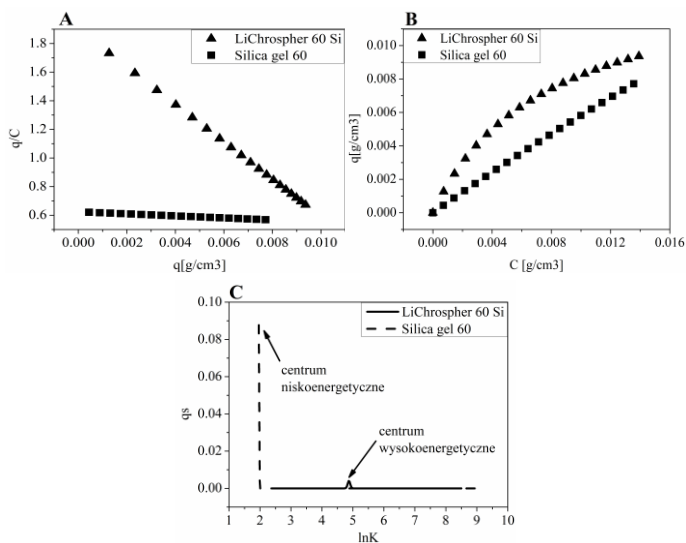 A
LiChrospher 60 Si
Silica gel 60
1.8
1.6
1.4
1.2
1.0
0.8
0.6
q/C
0.000 0.002 0.004 0.006 0.008 0.010
q[g/cm3]
B
LiChrospher 60 Si
Silica gel 60
0.010
0.008
0.006
0.004
0.002
0.000
q[g/cm3]
0.000 0.004 0.008 0.012 0.016
C [g/cm3]
C
LiChrospher 60 Si
Silica gel 60
0.10
0.08
0.06
0.04
0.02
0.00
qs
centrum
niskoenergetyczne
centrum
wysokoenergetyczne
1 2 3 4 5 6 7 8 9 10
lnK